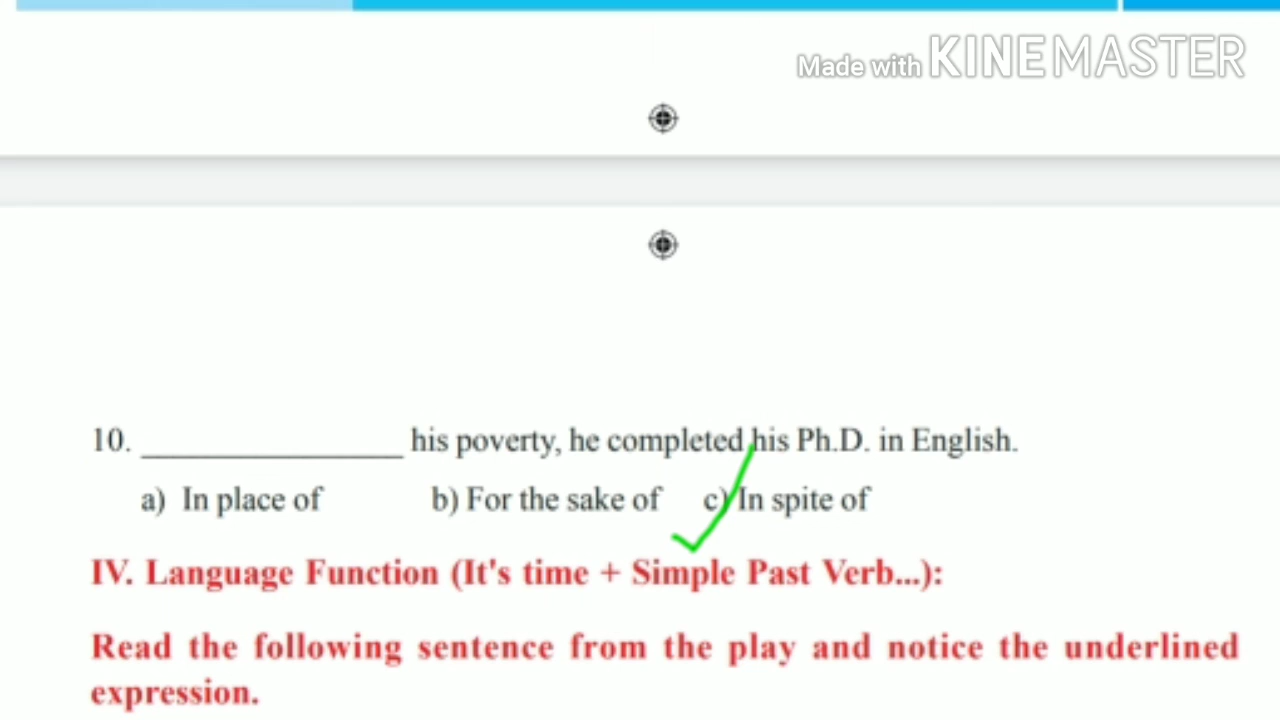 Made with KINEMASTER
10. ________________ his poverty, he completed his Ph.D. in English.
a) In place of b) For the sake of c) In spite of
IV. Language Function (It's time + Simple Past Verb...):
Read the following sentence from the play and notice the underlined
expression.